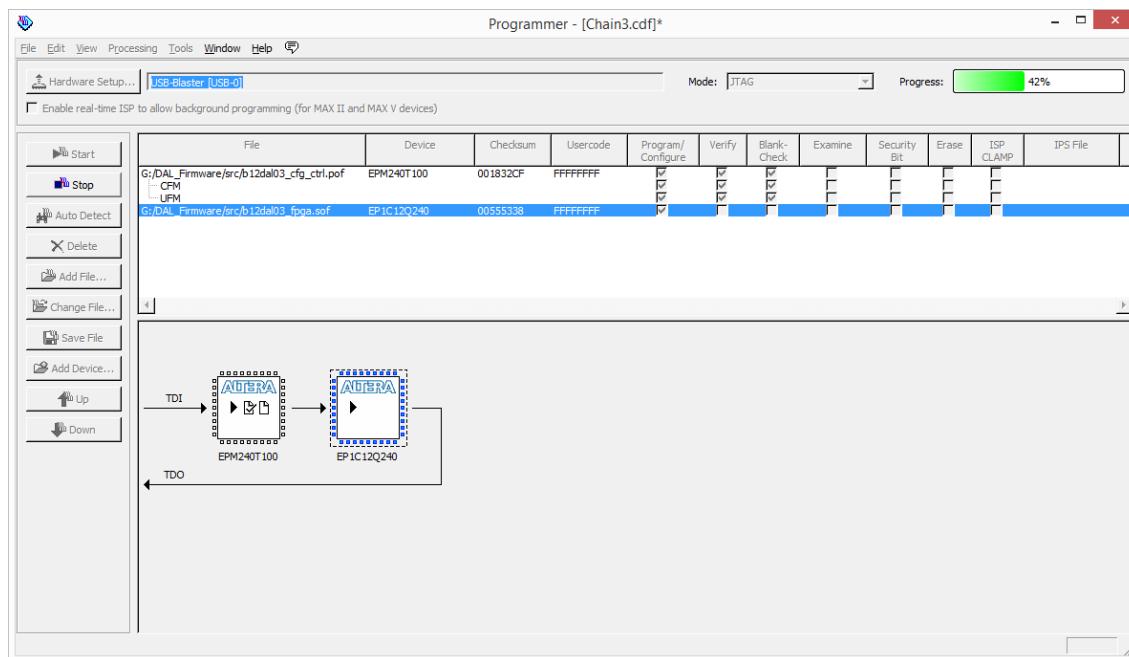 Programmer - [Chain3.cdf]*
File Edit View Processing Tools Window Help
Hardware Setup... USB-Blaster [USB-0] Mode: JTAG Progress: 42%
Enable real-time ISP to allow background programming (for MAX II and MAX V devices)
File Device Checksum Usercode Program/ Configure Verify Blank- Check Examine Security Bit Erase ISP CLAMP IPS File
G:/DAL_Firmware/src/b12dal03_cfg_ctrl.pof EPM240T100 001832CF FFFFFFFF
CFM
UFM
G:/DAL_Firmware/src/b12dal03_fpga.sof EP1C12Q240 00555338 FFFFFFFF
Start
Stop
Auto Detect
Delete
Add File...
Change File...
Save File
Add Device...
Up
Down
TDI
ALTERA ALTERA
EPM240T100 EP1C12Q240
TDO